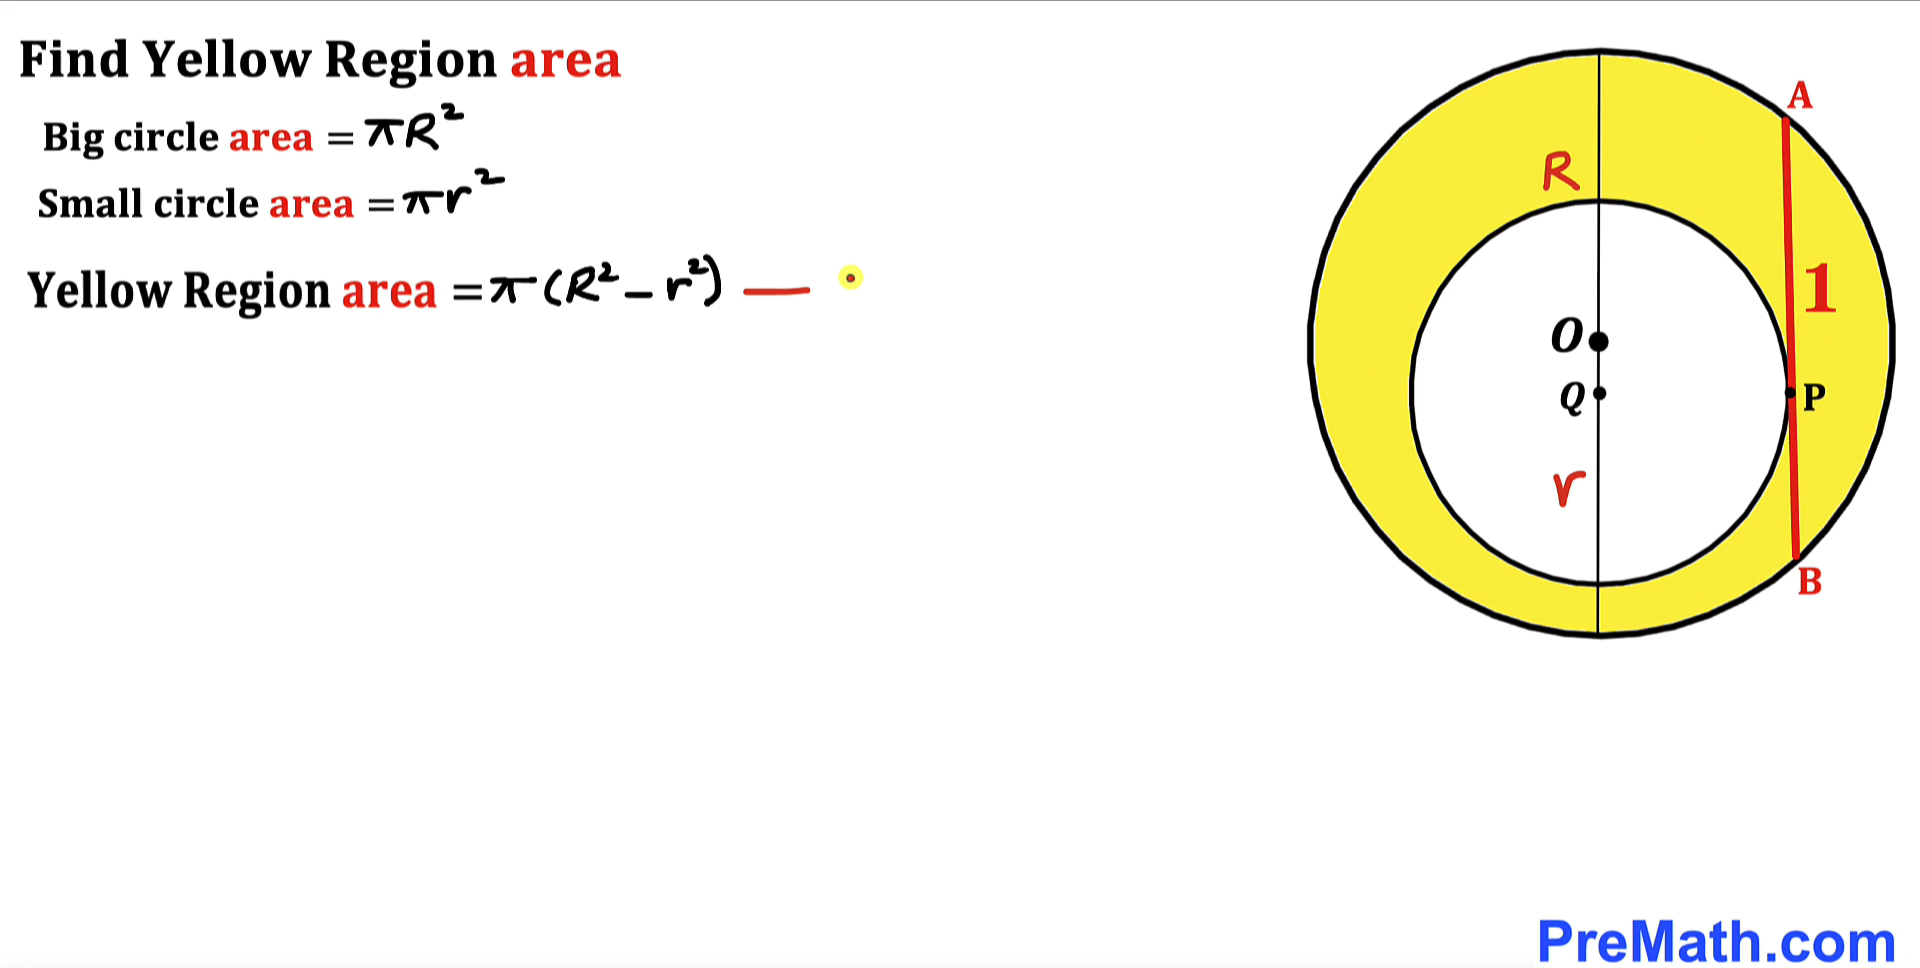 Find Yellow Region area
Big circle area = πR²
Small circle area = πr²
Yellow Region area = π(R² - r²) —
A
R
1
O
Q
P
r
B
PreMath.com